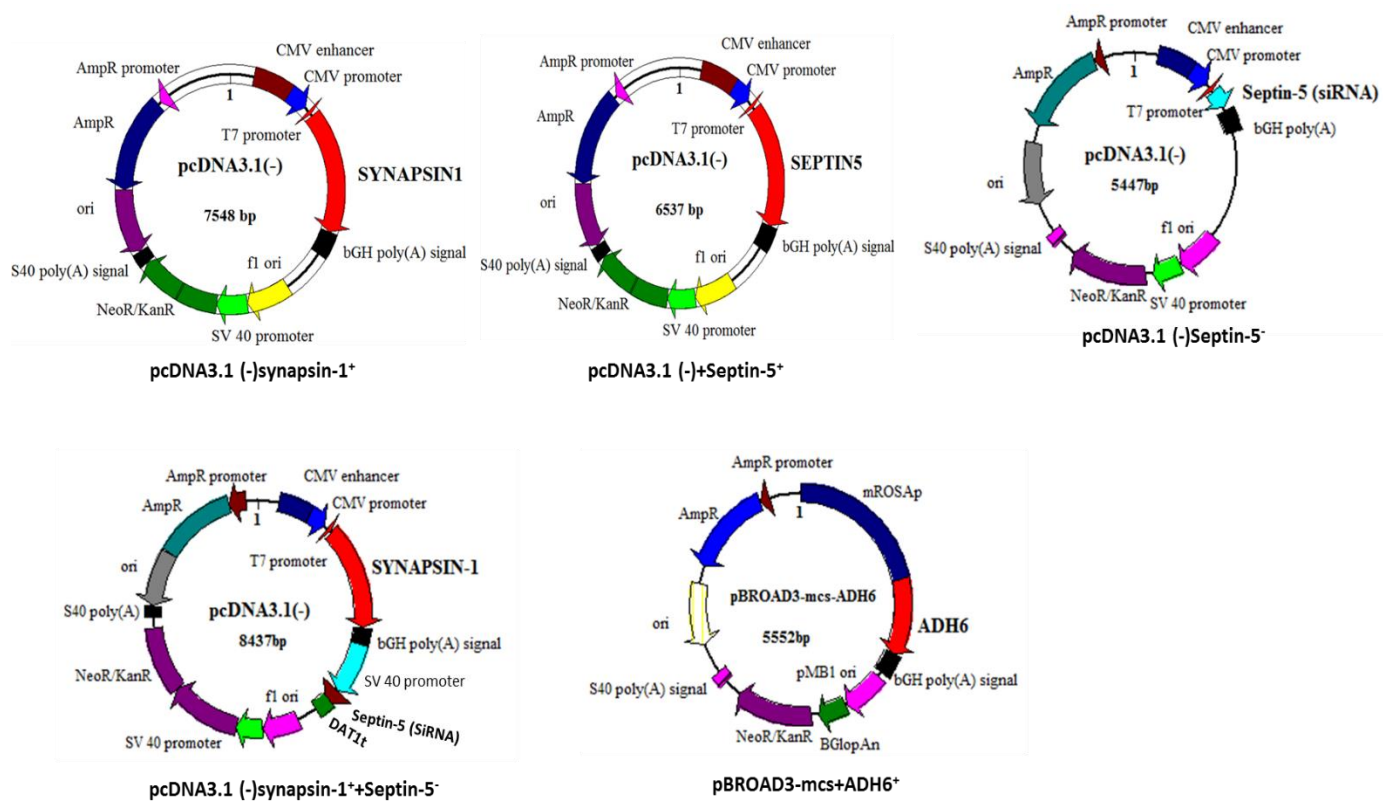 AmpR promoter
CMV enhancer
CMV promoter
AmpR
1
T7 promoter
pcDNA3.1(-)
SYNAPSIN1
ori
7548 bp
bGH poly(A) signal
S40 poly(A) signal
f1 ori
NeoR/KanR
SV 40 promoter
pcDNA3.1 (-)synapsin-1⁺
CMV enhancer
AmpR promoter
CMV promoter
1
AmpR
T7 promoter
pcDNA3.1(-)
SEPTIN5
ori
6537 bp
bGH poly(A) signal
S40 poly(A) signal
f1 ori
NeoR/KanR
SV 40 promoter
pcDNA3.1 (-)+Septin-5⁺
AmpR promoter
CMV enhancer
CMV promoter
1
AmpR
Septin-5 (siRNA)
T7 promoter
bGH poly(A)
pcDNA3.1(-)
5447bp
ori
S40 poly(A) signal
f1 ori
NeoR/KanR
SV 40 promoter
pcDNA3.1 (-)Septin-5⁻
AmpR promoter
CMV enhancer
AmpR
CMV promoter
1
T7 promoter
SYNAPSIN-1
ori
pcDNA3.1(-)
S40 poly(A)
8437bp
bGH poly(A) signal
SV 40 promoter
NeoR/KanR
f1 ori
Septin-5 (SiRNA)
DAT1t
SV 40 promoter
pcDNA3.1 (-)synapsin-1⁺+Septin-5⁻
AmpR promoter
mROSAp
1
AmpR
pBROAD3-mcs-ADH6
5552bp
ADH6
ori
pMB1 ori
bGH poly(A) signal
S40 poly(A) signal
NeoR/KanR
BGlopAn
pBROAD3-mcs+ADH6⁺